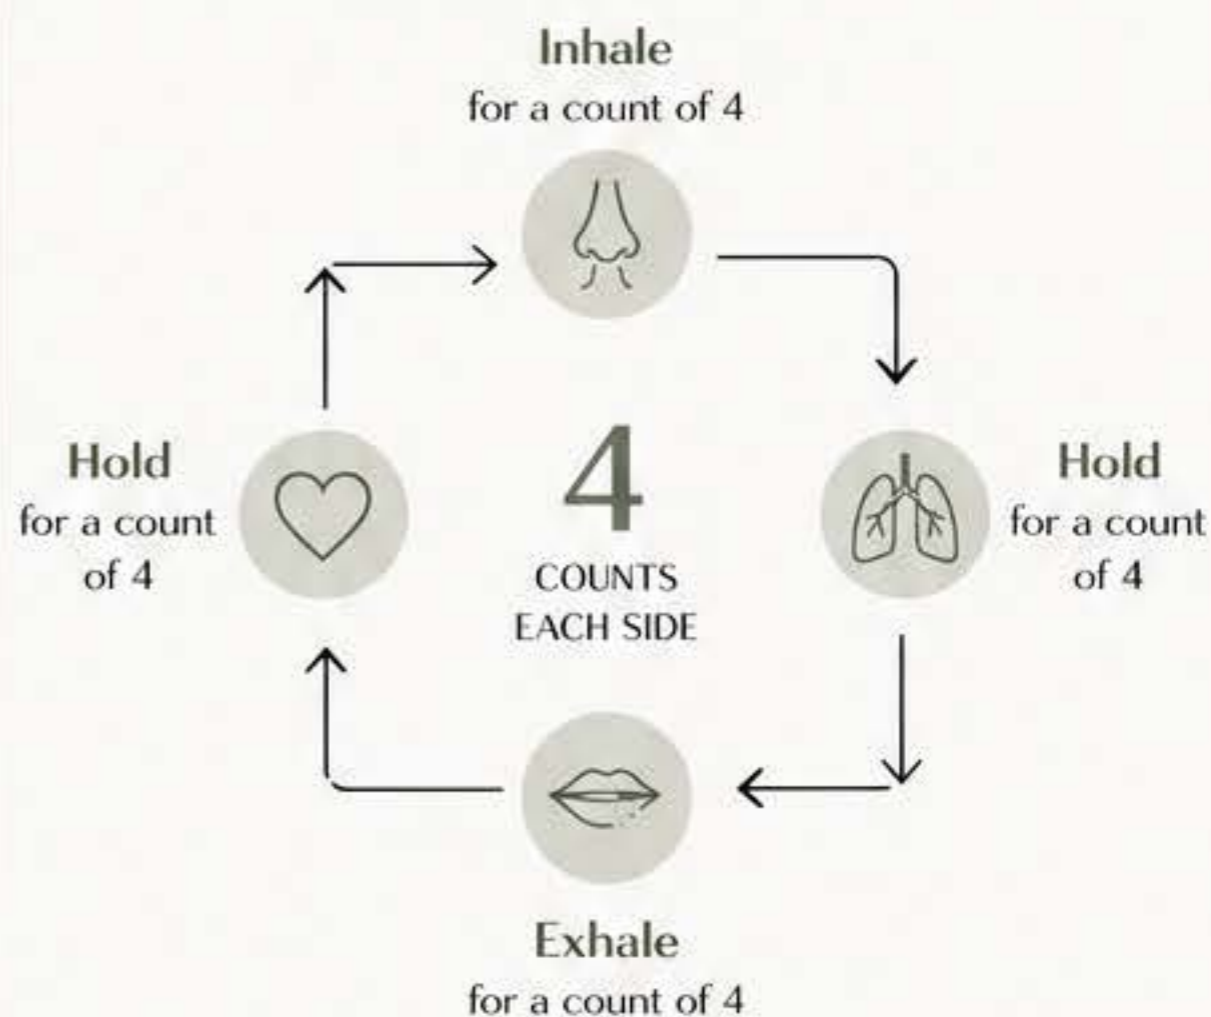 Inhale
for a count of 4
Hold
for a count
of 4
4
COUNTS
EACH SIDE
Hold
for a count
of 4
Exhale
for a count of 4